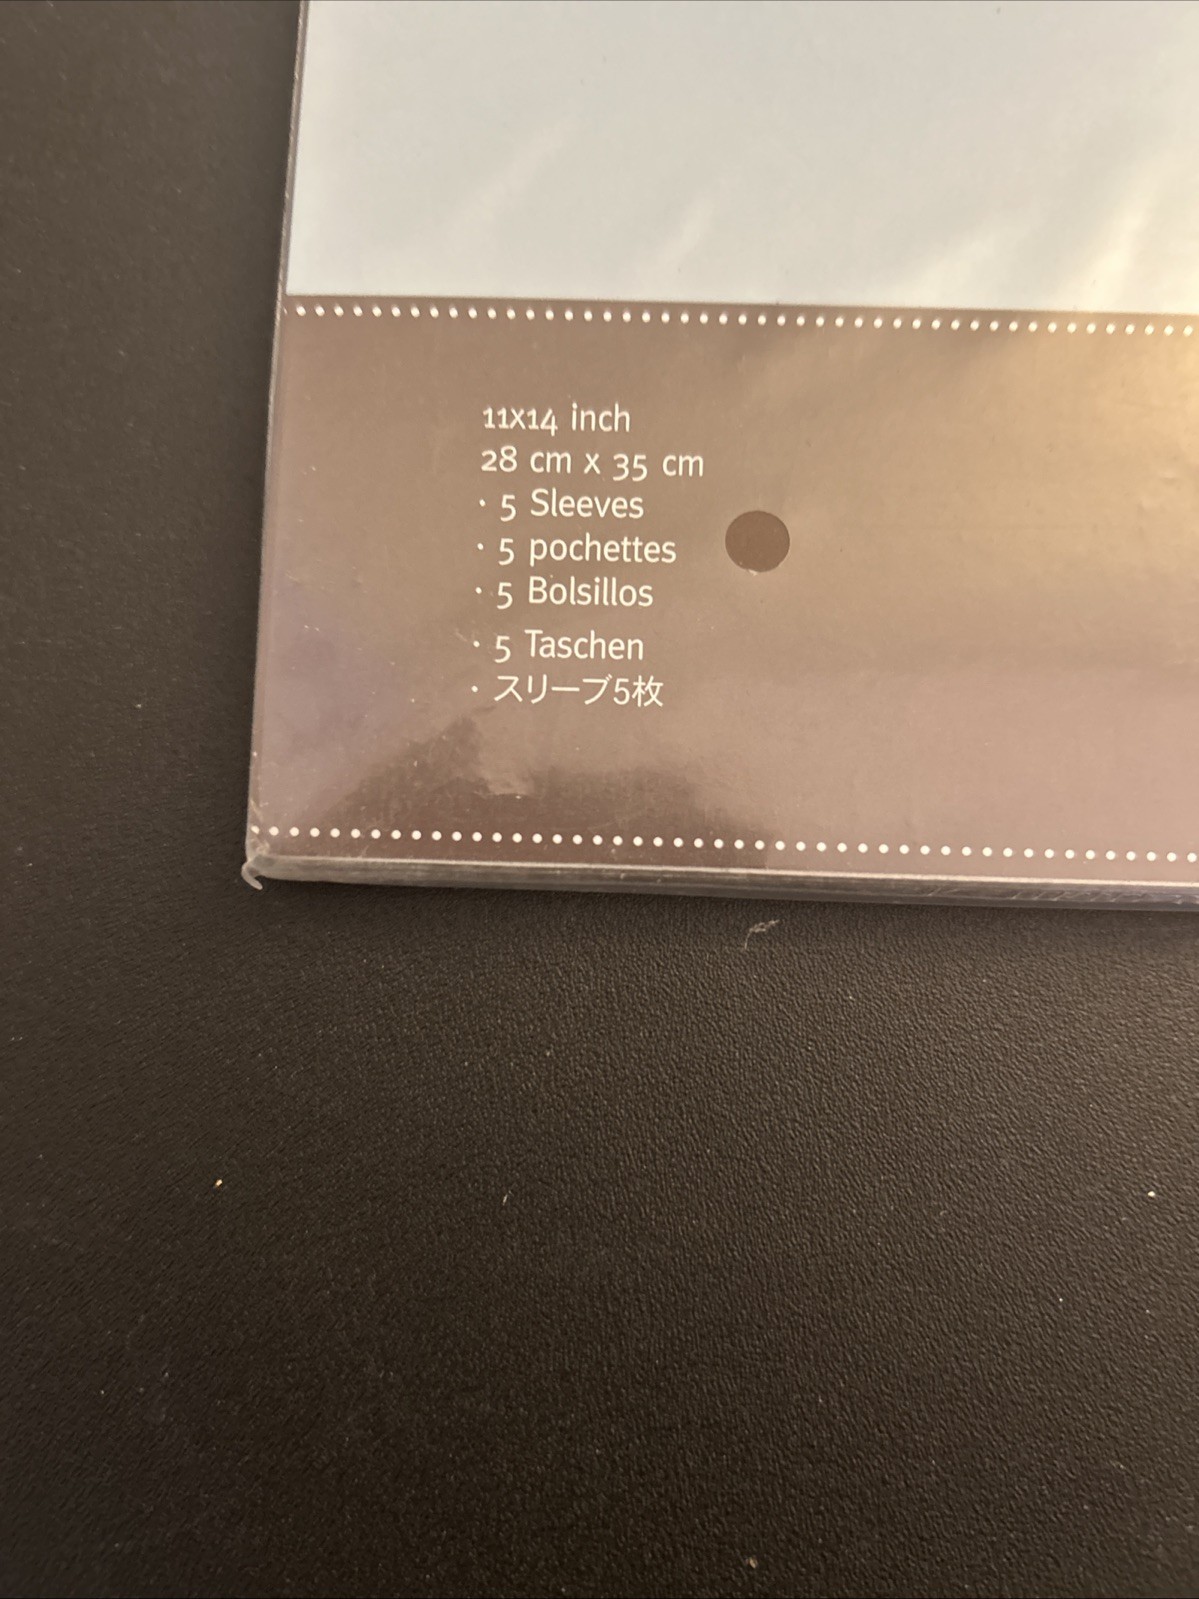 11x14 inch
28 cm x 35 cm
· 5 Sleeves
· 5 pochettes
· 5 Bolsillos
· 5 Taschen
· スリーブ5枚